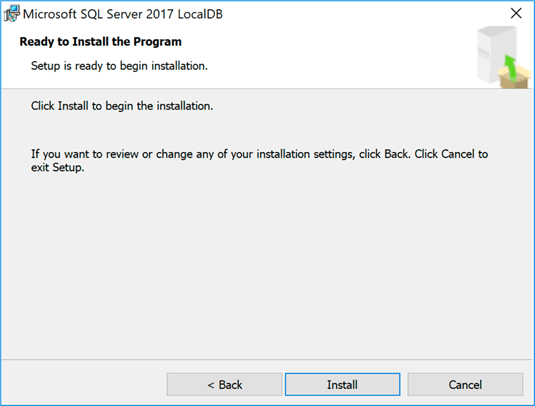 Microsoft SQL Server 2017 LocalDB
Ready to Install the Program
Setup is ready to begin installation.
Click Install to begin the installation.
If you want to review or change any of your installation settings, click Back. Click Cancel to
exit Setup.
< Back
Install
Cancel